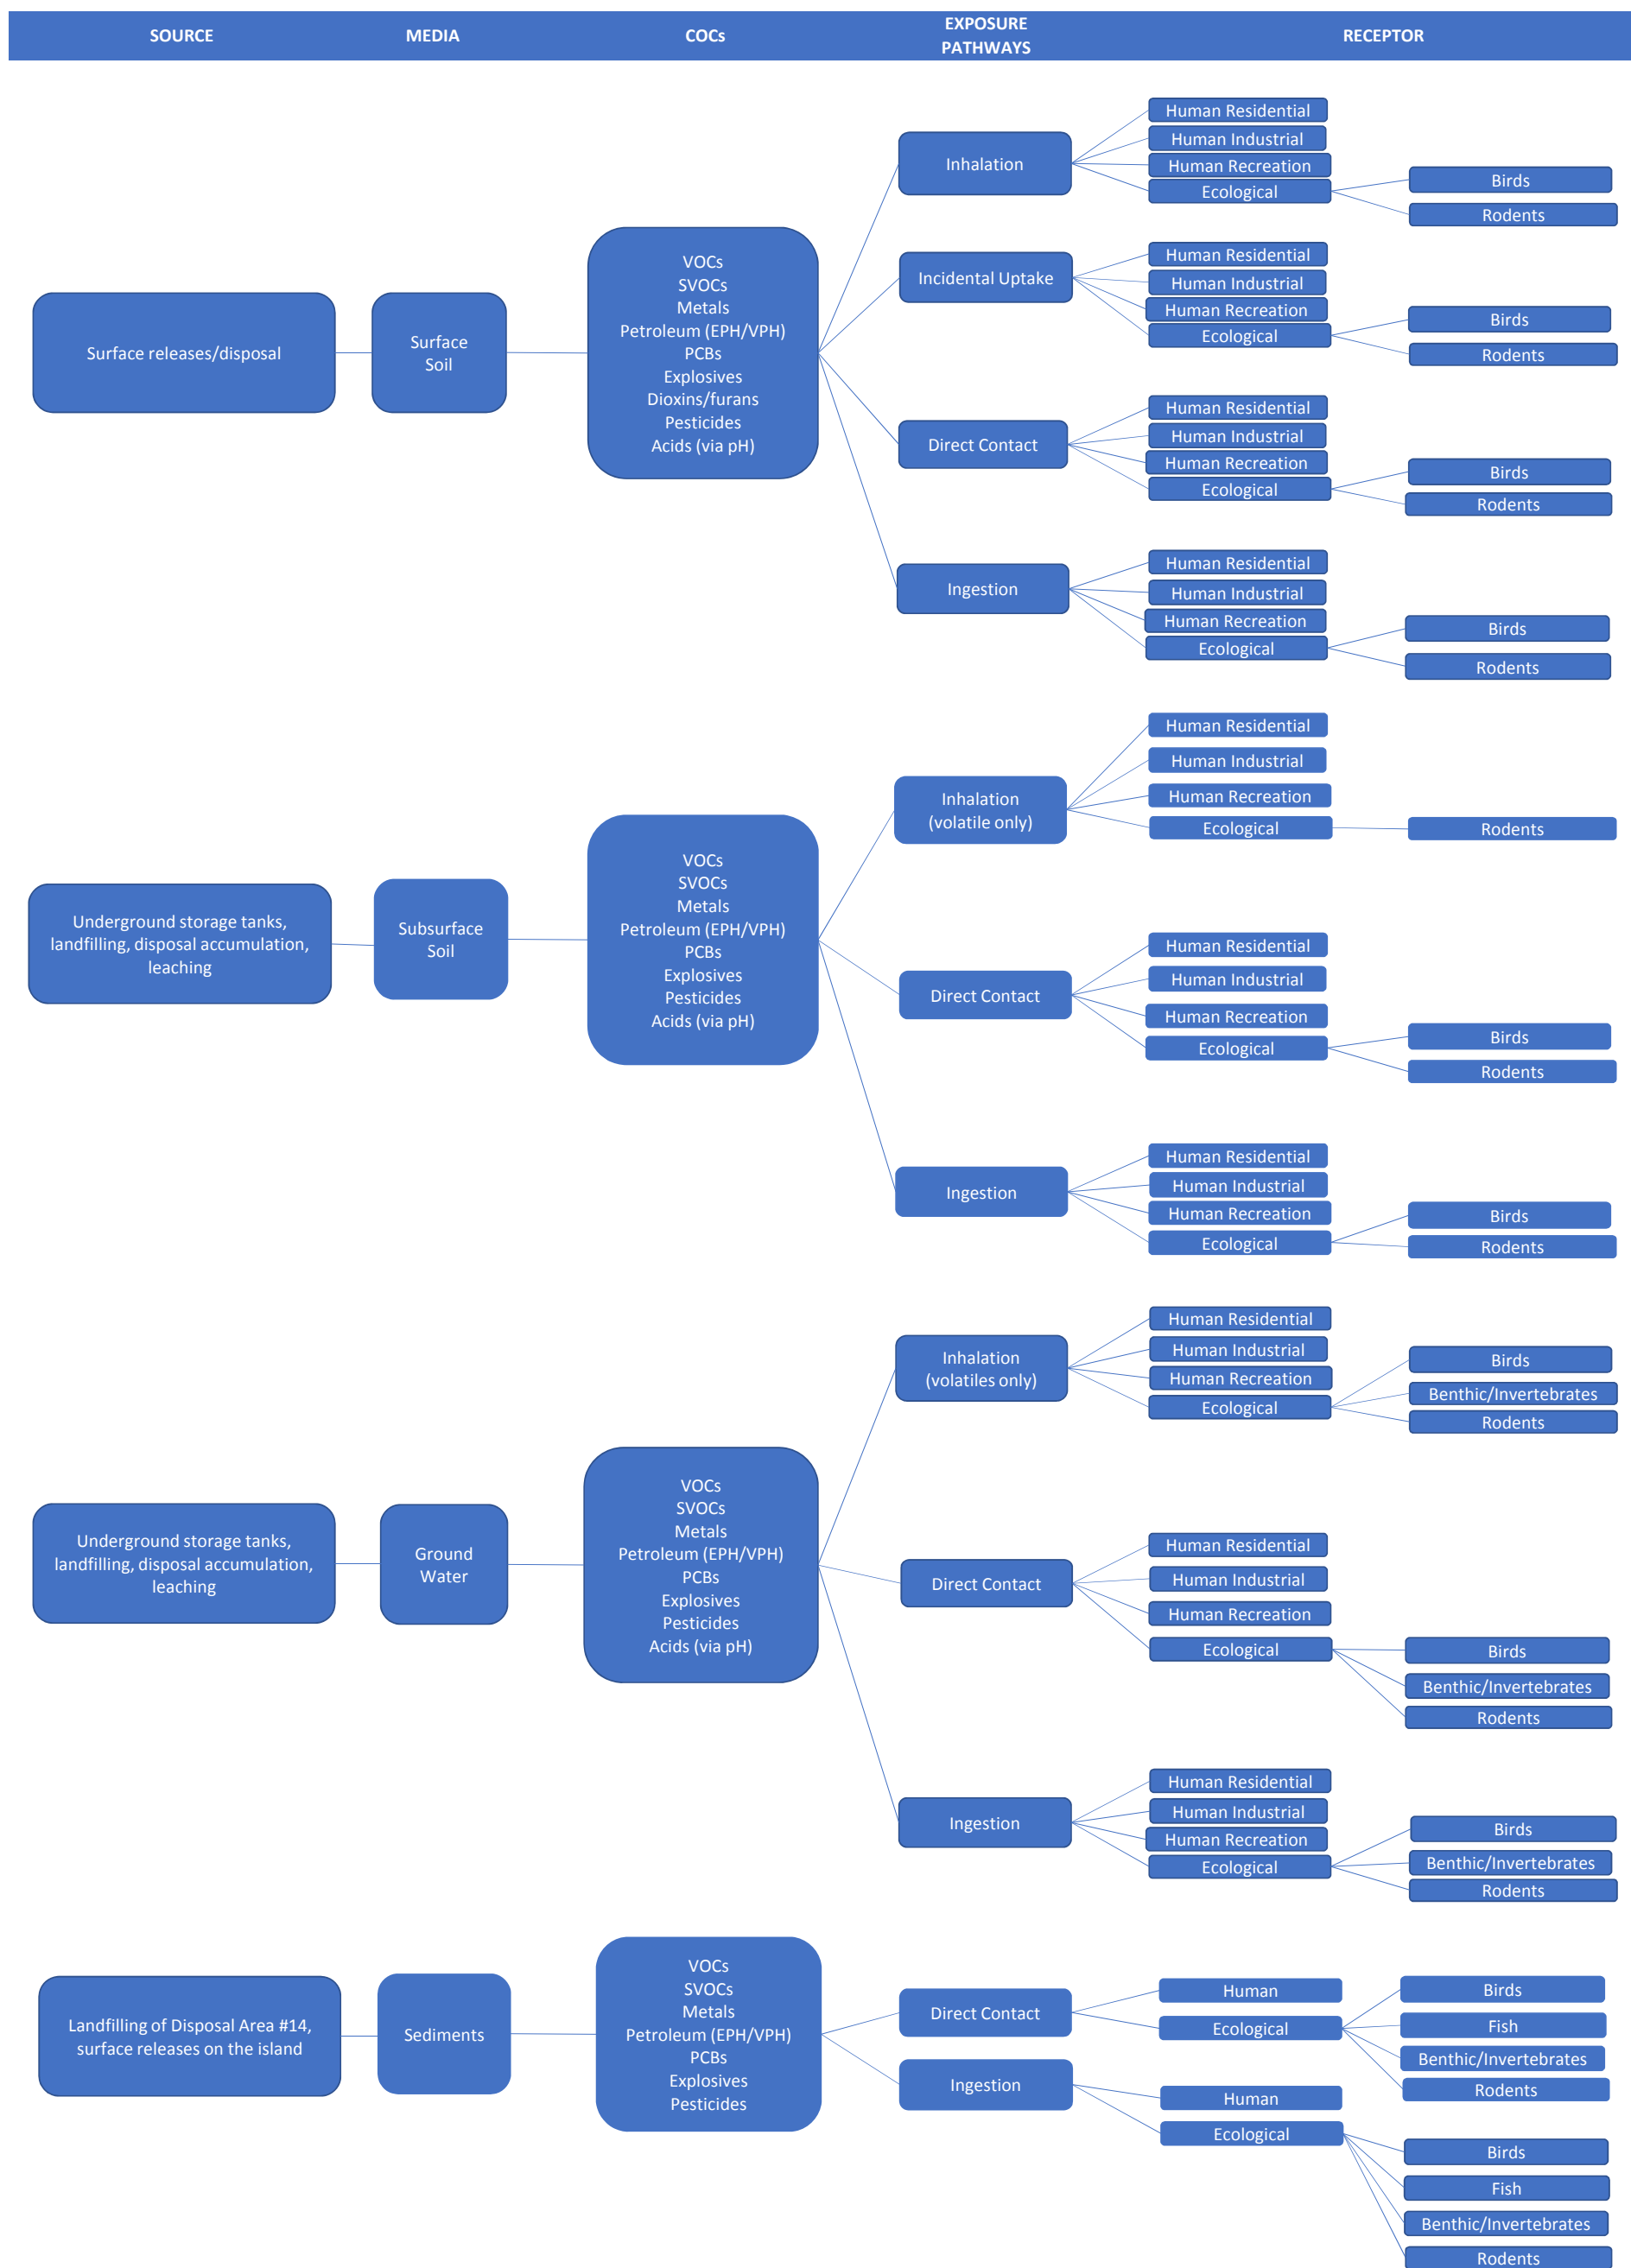 SOURCE
MEDIA
COCs
EXPOSURE
PATHWAYS
RECEPTOR
Surface releases/disposal
Surface
Soil
VOCs
SVOCs
Metals
Petroleum (EPH/VPH)
PCBs
Explosives
Dioxins/furans
Pesticides
Acids (via pH)
Inhalation
Human Residential
Human Industrial
Human Recreation
Ecological
Birds
Rodents
Incidental Uptake
Human Residential
Human Industrial
Human Recreation
Ecological
Birds
Rodents
Direct Contact
Human Residential
Human Industrial
Human Recreation
Ecological
Birds
Rodents
Ingestion
Human Residential
Human Industrial
Human Recreation
Ecological
Birds
Rodents
Underground storage tanks,
landfilling, disposal accumulation,
leaching
Subsurface
Soil
VOCs
SVOCs
Metals
Petroleum (EPH/VPH)
PCBs
Explosives
Pesticides
Acids (via pH)
Inhalation
(volatile only)
Human Residential
Human Industrial
Human Recreation
Ecological
Rodents
Direct Contact
Human Residential
Human Industrial
Human Recreation
Ecological
Birds
Rodents
Ingestion
Human Residential
Human Industrial
Human Recreation
Ecological
Birds
Rodents
Underground storage tanks,
landfilling, disposal accumulation,
leaching
Ground
Water
VOCs
SVOCs
Metals
Petroleum (EPH/VPH)
PCBs
Explosives
Pesticides
Acids (via pH)
Inhalation
(volatiles only)
Human Residential
Human Industrial
Human Recreation
Ecological
Birds
Benthic/Invertebrates
Rodents
Direct Contact
Human Residential
Human Industrial
Human Recreation
Ecological
Birds
Benthic/Invertebrates
Rodents
Ingestion
Human Residential
Human Industrial
Human Recreation
Ecological
Birds
Benthic/Invertebrates
Rodents
Landfilling of Disposal Area #14,
surface releases on the island
Sediments
VOCs
SVOCs
Metals
Petroleum (EPH/VPH)
PCBs
Explosives
Pesticides
Direct Contact
Human
Ecological
Birds
Fish
Benthic/Invertebrates
Rodents
Ingestion
Human
Ecological
Birds
Fish
Benthic/Invertebrates
Rodents